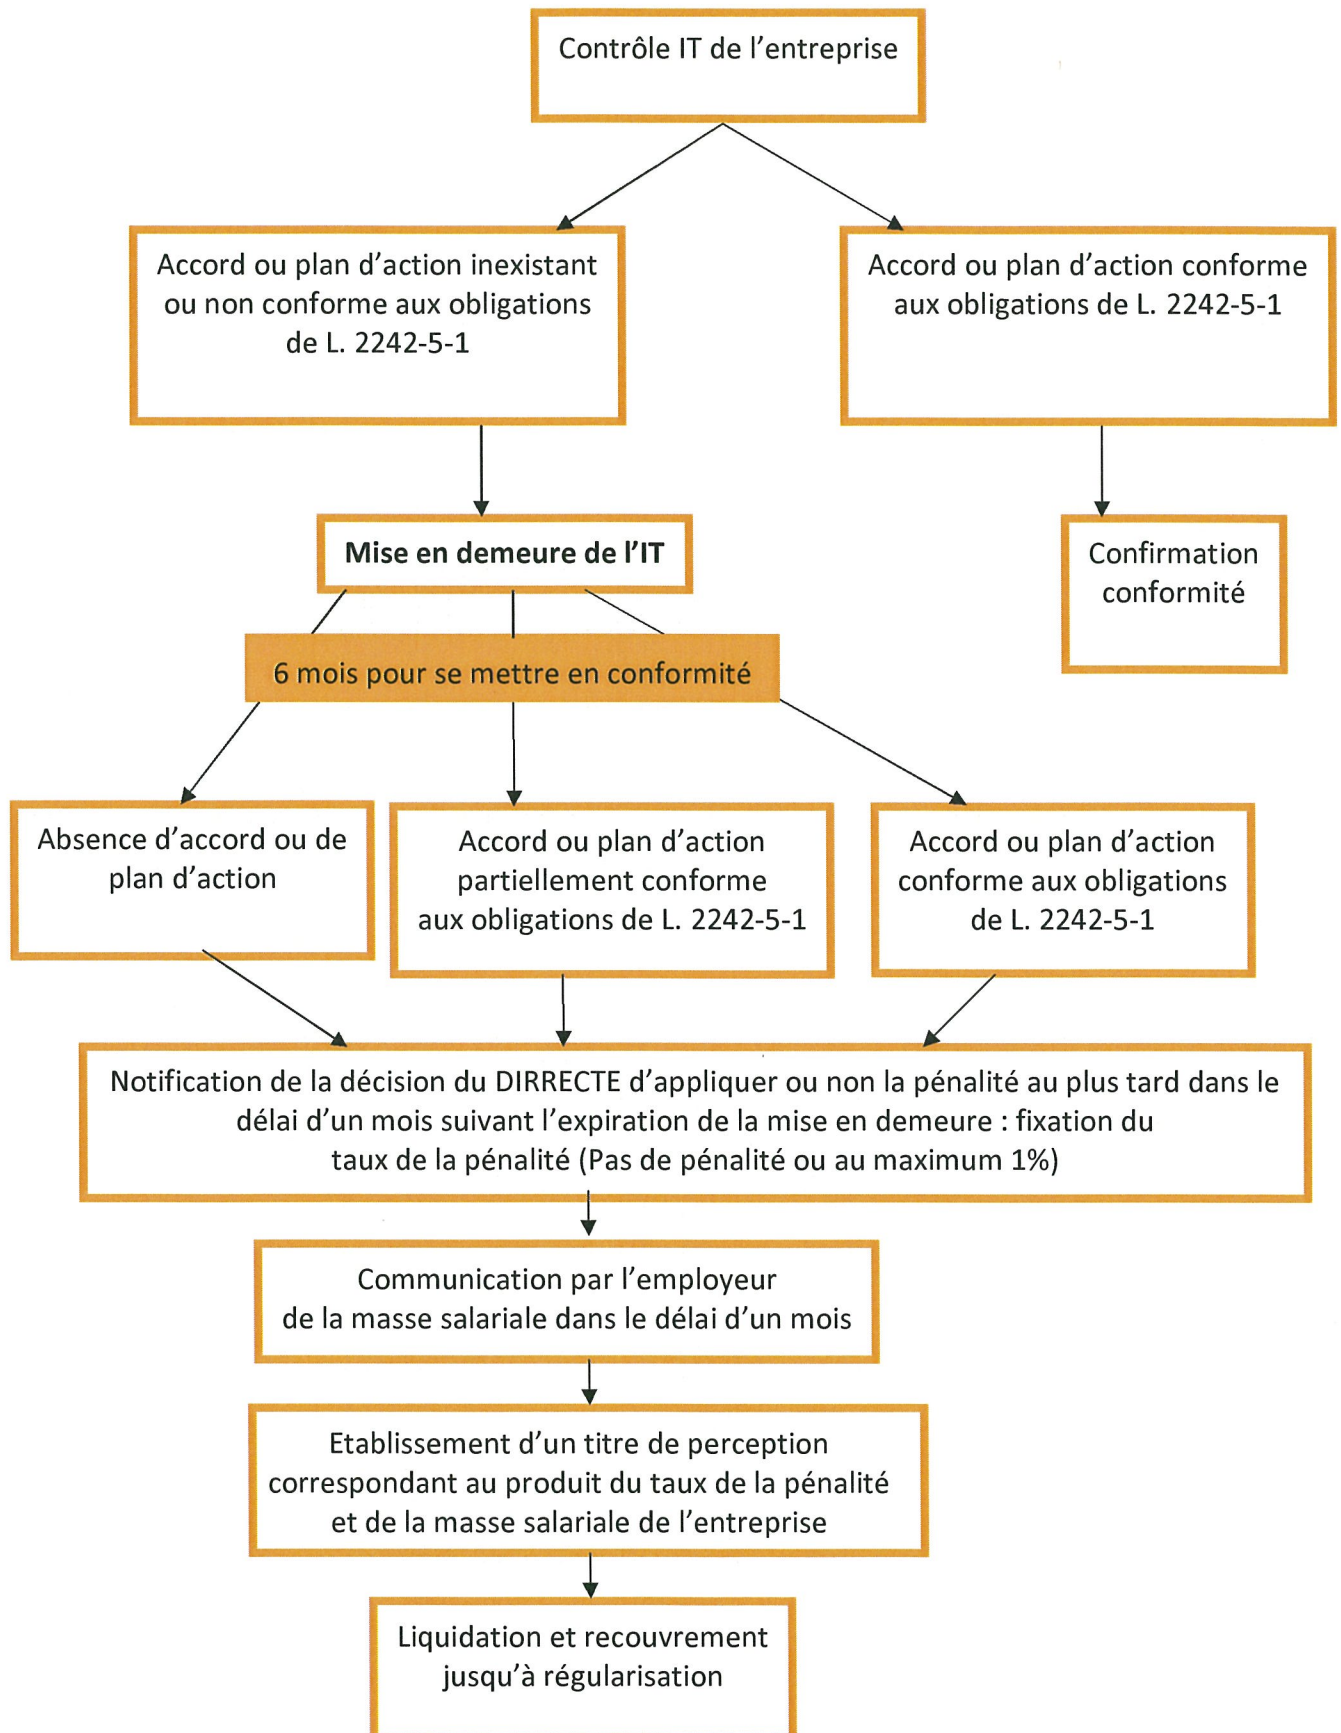 Contrôle IT de l’entreprise
Accord ou plan d’action inexistant
ou non conforme aux obligations
de L. 2242-5-1
Accord ou plan d’action conforme
aux obligations de L. 2242-5-1
Mise en demeure de l’IT
Confirmation
conformité
6 mois pour se mettre en conformité
Absence d’accord ou de
plan d’action
Accord ou plan d’action
partiellement conforme
aux obligations de L. 2242-5-1
Accord ou plan d’action
conforme aux obligations
de L. 2242-5-1
Notification de la décision du DIRRECTE d’appliquer ou non la pénalité au plus tard dans le
délai d’un mois suivant l’expiration de la mise en demeure : fixation du
taux de la pénalité (Pas de pénalité ou au maximum 1%)
Communication par l’employeur
de la masse salariale dans le délai d’un mois
Etablissement d’un titre de perception
correspondant au produit du taux de la pénalité
et de la masse salariale de l’entreprise
Liquidation et recouvrement
jusqu’à régularisation